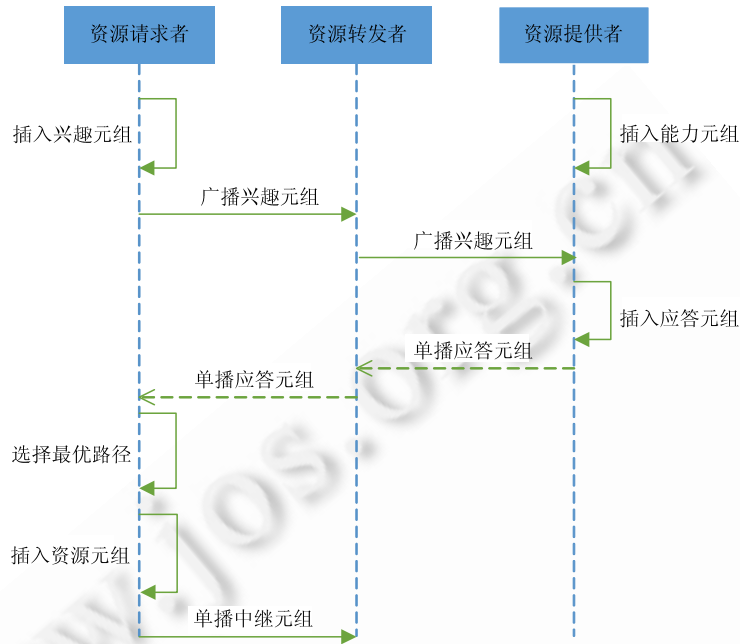 资源请求者
资源转发者
资源提供者
插入兴趣元组
插入能力元组
广播兴趣元组
广播兴趣元组
插入应答元组
单播应答元组
单播应答元组
选择最优路径
插入资源元组
单播中继元组
www.jos.org.cn